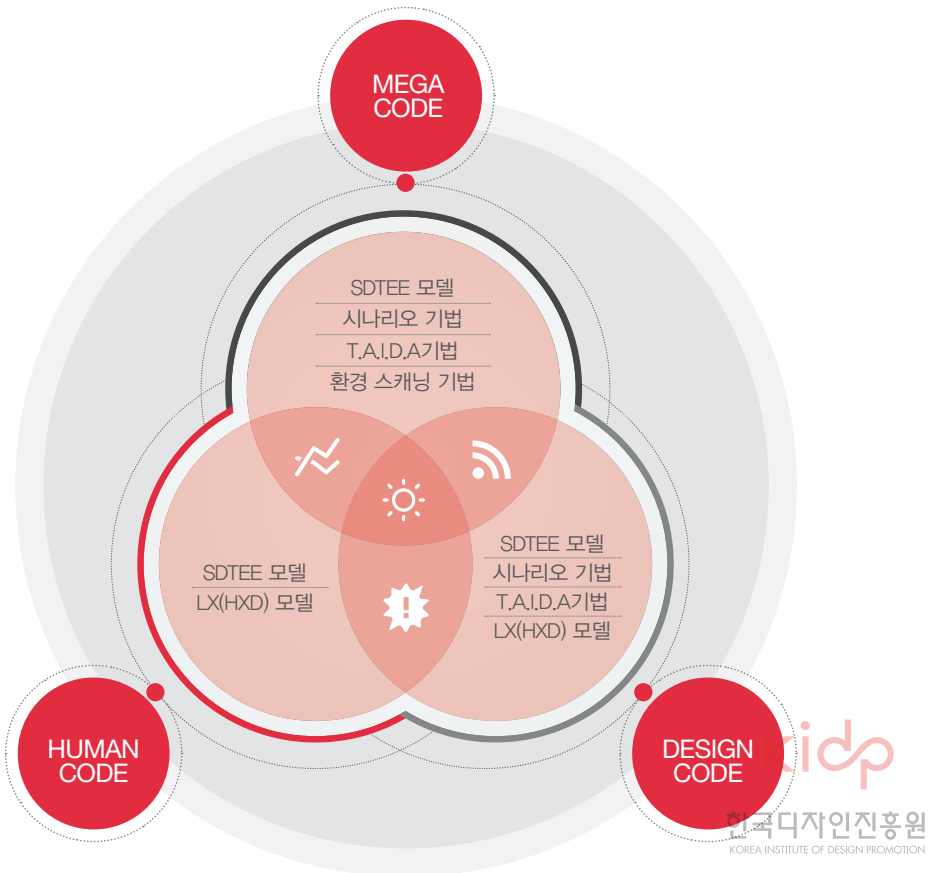 MEGA
CODE
SDTEE 모델
시나리오 기법
T.A.I.D.A기법
환경 스캐닝 기법
SDTEE 모델
LX(HXD) 모델
SDTEE 모델
시나리오 기법
T.A.I.D.A기법
LX(HXD) 모델
HUMAN
CODE
DESIGN
CODE
kidp
한국디자인진흥원
KOREA INSTITUTE OF DESIGN PROMOTION